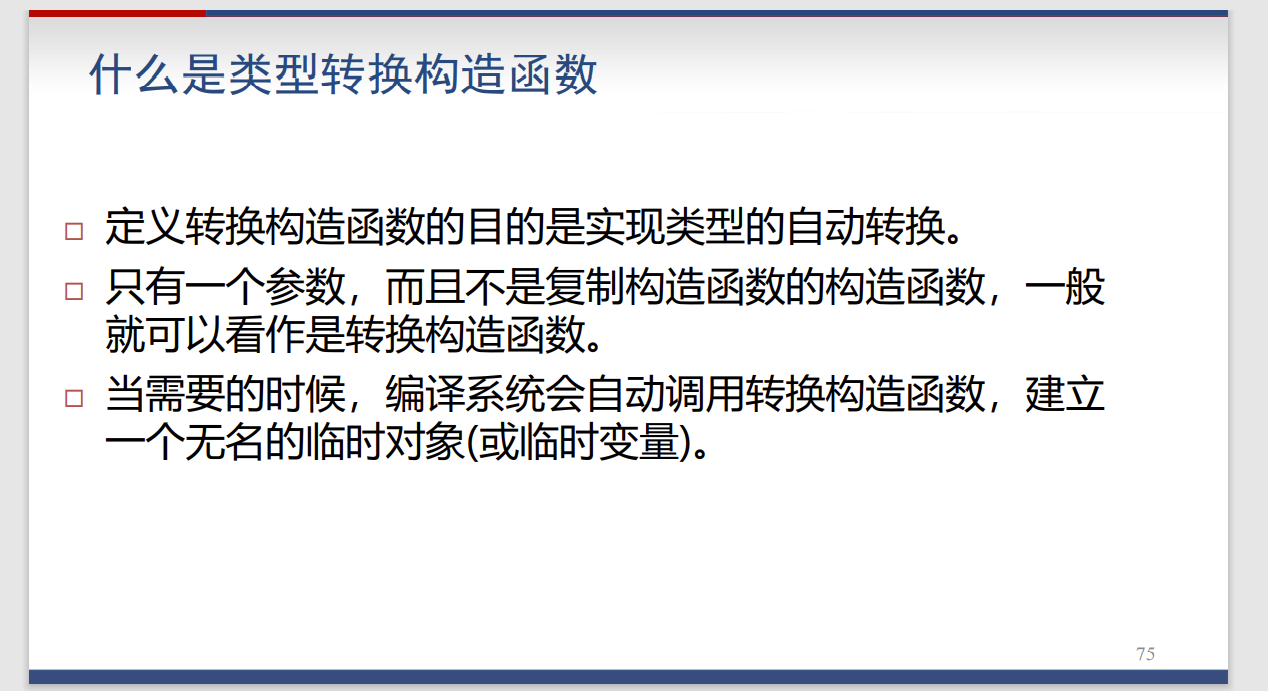 什么是类型转换构造函数
定义转换构造函数的目的是实现类型的自动转换。
只有一个参数，而且不是复制构造函数的构造函数，一般
就可以看作是转换构造函数。
当需要的时候，编译系统会自动调用转换构造函数，建立
一个无名的临时对象(或临时变量)。
75